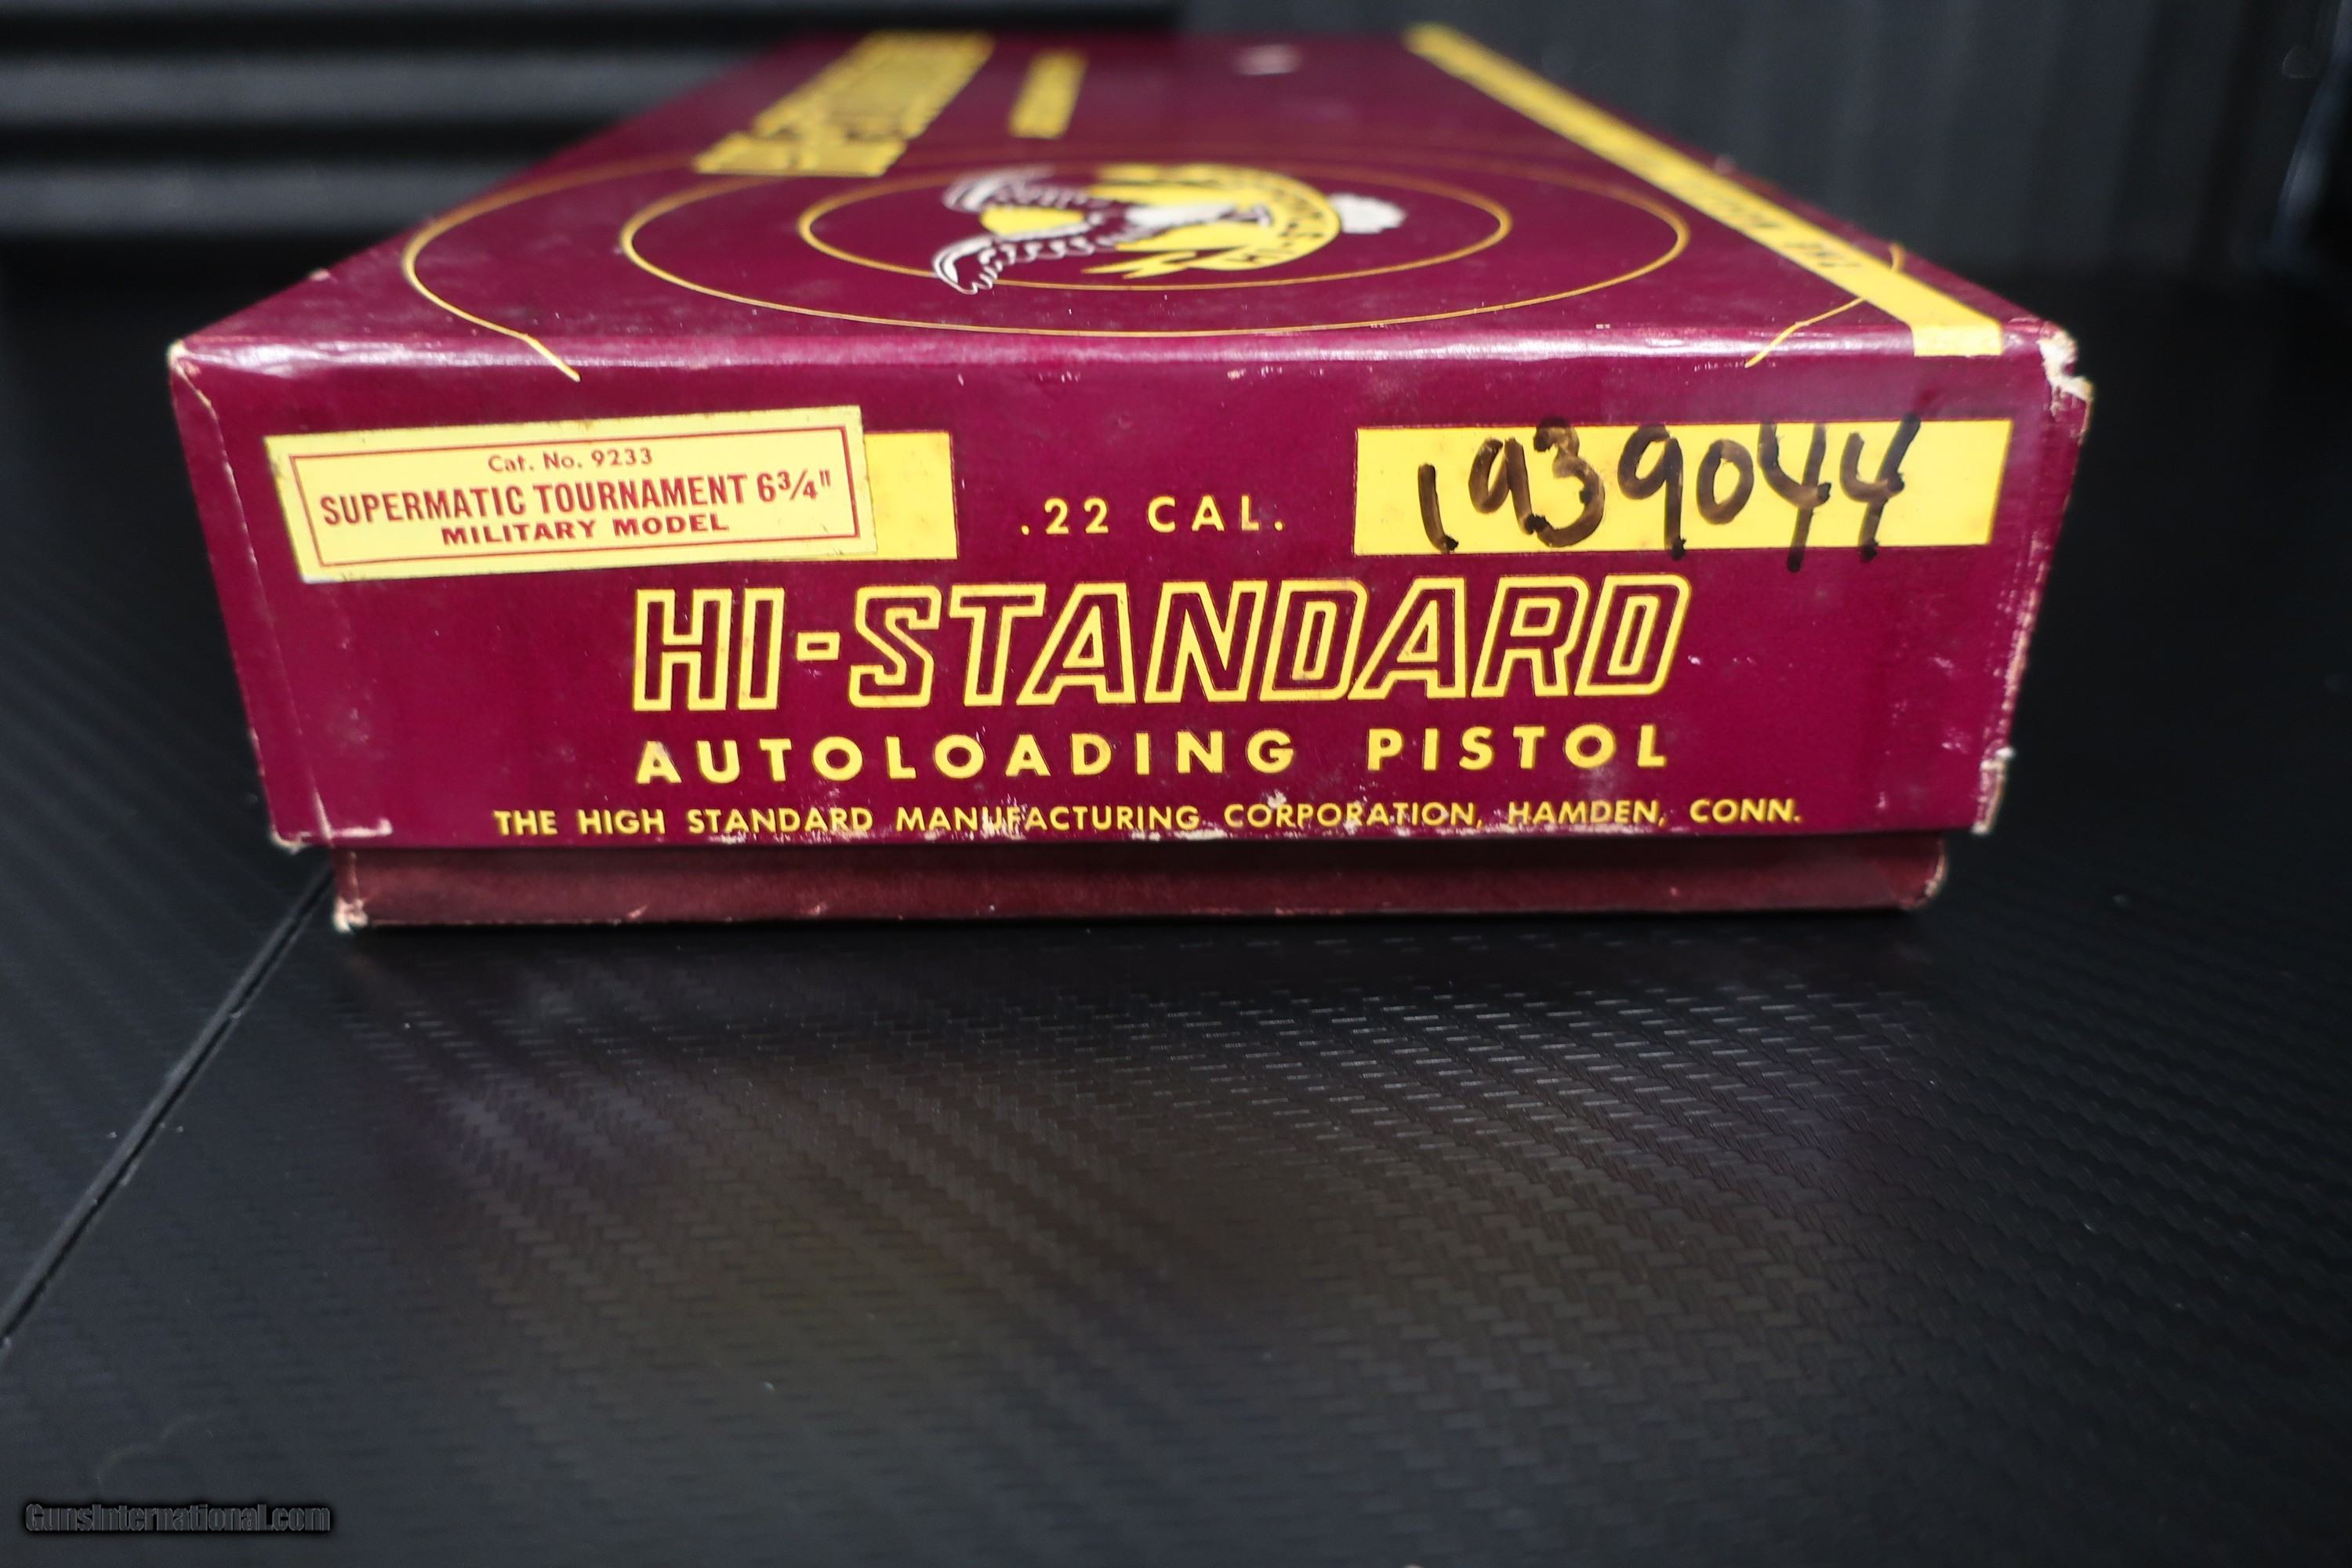 Cat. No. 9233
SUPERMATIC TOURNAMENT 6¾"
MILITARY MODEL
.22 CAL.
1939044
HI-STANDARD
AUTOLOADING PISTOL
THE HIGH STANDARD MANUFACTURING CORPORATION, HAMDEN, CONN.
GunsInternational.com